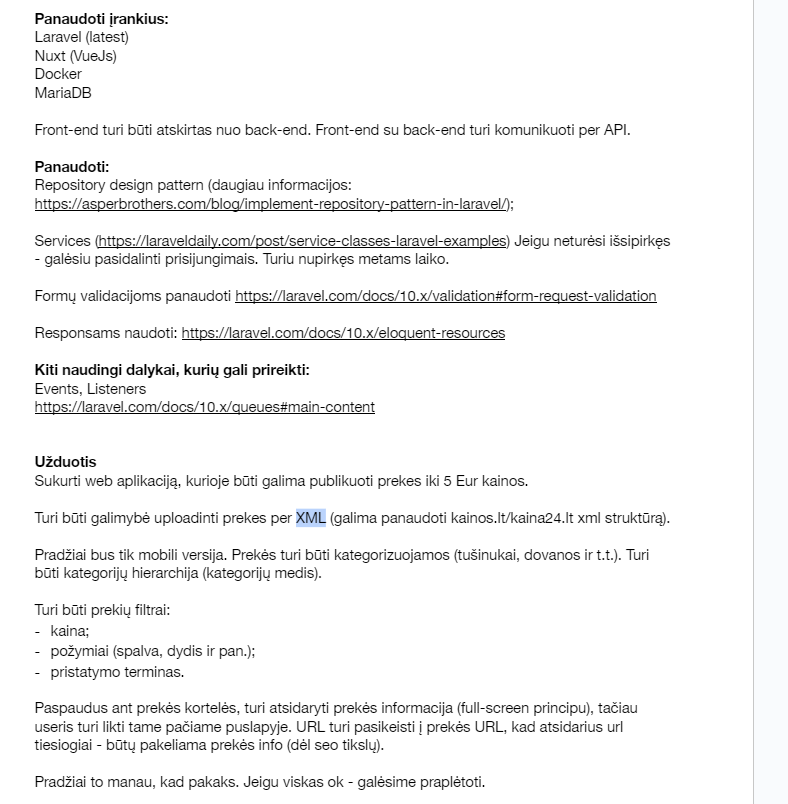 Panaudoti įrankius:
Laravel (latest)
Nuxt (VueJs)
Docker
MariaDB
Front-end turi būti atskirtas nuo back-end. Front-end su back-end turi komunikuoti per API.
Panaudoti:
Repository design pattern (daugiau informacijos:
https://asperbrothers.com/blog/implement-repository-pattern-in-laravel/);
Services (https://laraveldaily.com/post/service-classes-laravel-examples) Jeigu neturėsi išsipirkęs
- galėsiu pasidalinti prisijungimais. Turiu nupirkęs metams laiko.
Formų validacijoms panaudoti https://laravel.com/docs/10.x/validation#form-request-validation
Responsams naudoti: https://laravel.com/docs/10.x/eloquent-resources
Kiti naudingi dalykai, kurių gali prireikti:
Events, Listeners
https://laravel.com/docs/10.x/queues#main-content
Užduotis
Sukurti web aplikaciją, kurioje būti galima publikuoti prekes iki 5 Eur kainos.
Turi būti galimybė uploadinti prekes per XML (galima panaudoti kainos.lt/kaina24.lt xml struktūrą).
Pradžiai bus tik mobili versija. Prekės turi būti kategorizuojamos (tušinukai, dovanos ir t.t.). Turi
būti kategorijų hierarchija (kategorijų medis).
Turi būti prekių filtrai:
- kaina;
- požymiai (spalva, dydis ir pan.);
- pristatymo terminas.
Paspaudus ant prekės kortelės, turi atsidaryti prekės informacija (full-screen principu), tačiau
useris turi likti tame pačiame puslapyje. URL turi pasikeisti į prekės URL, kad atsidarius url
tiesiogiai - būtų pakeliama prekės info (dėl seo tikslų).
Pradžiai to manau, kad pakaks. Jeigu viskas ok - galėsime praplėtoti.